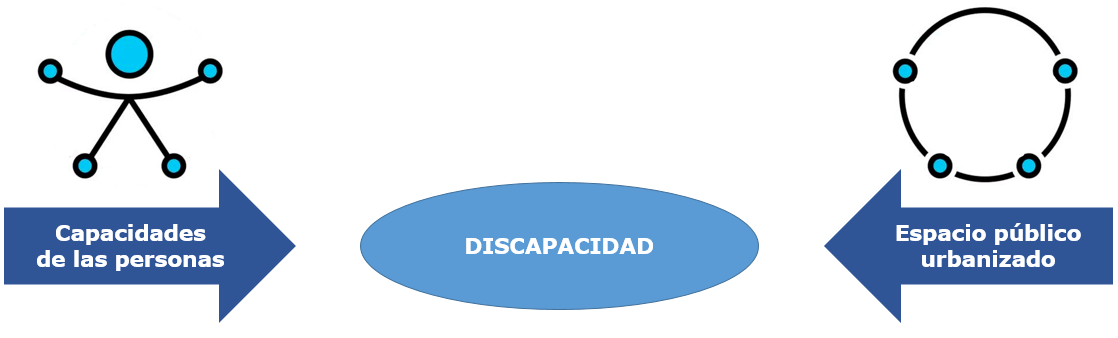 Capacidades
de las personas
DISCAPACIDAD
Espacio público
urbanizado